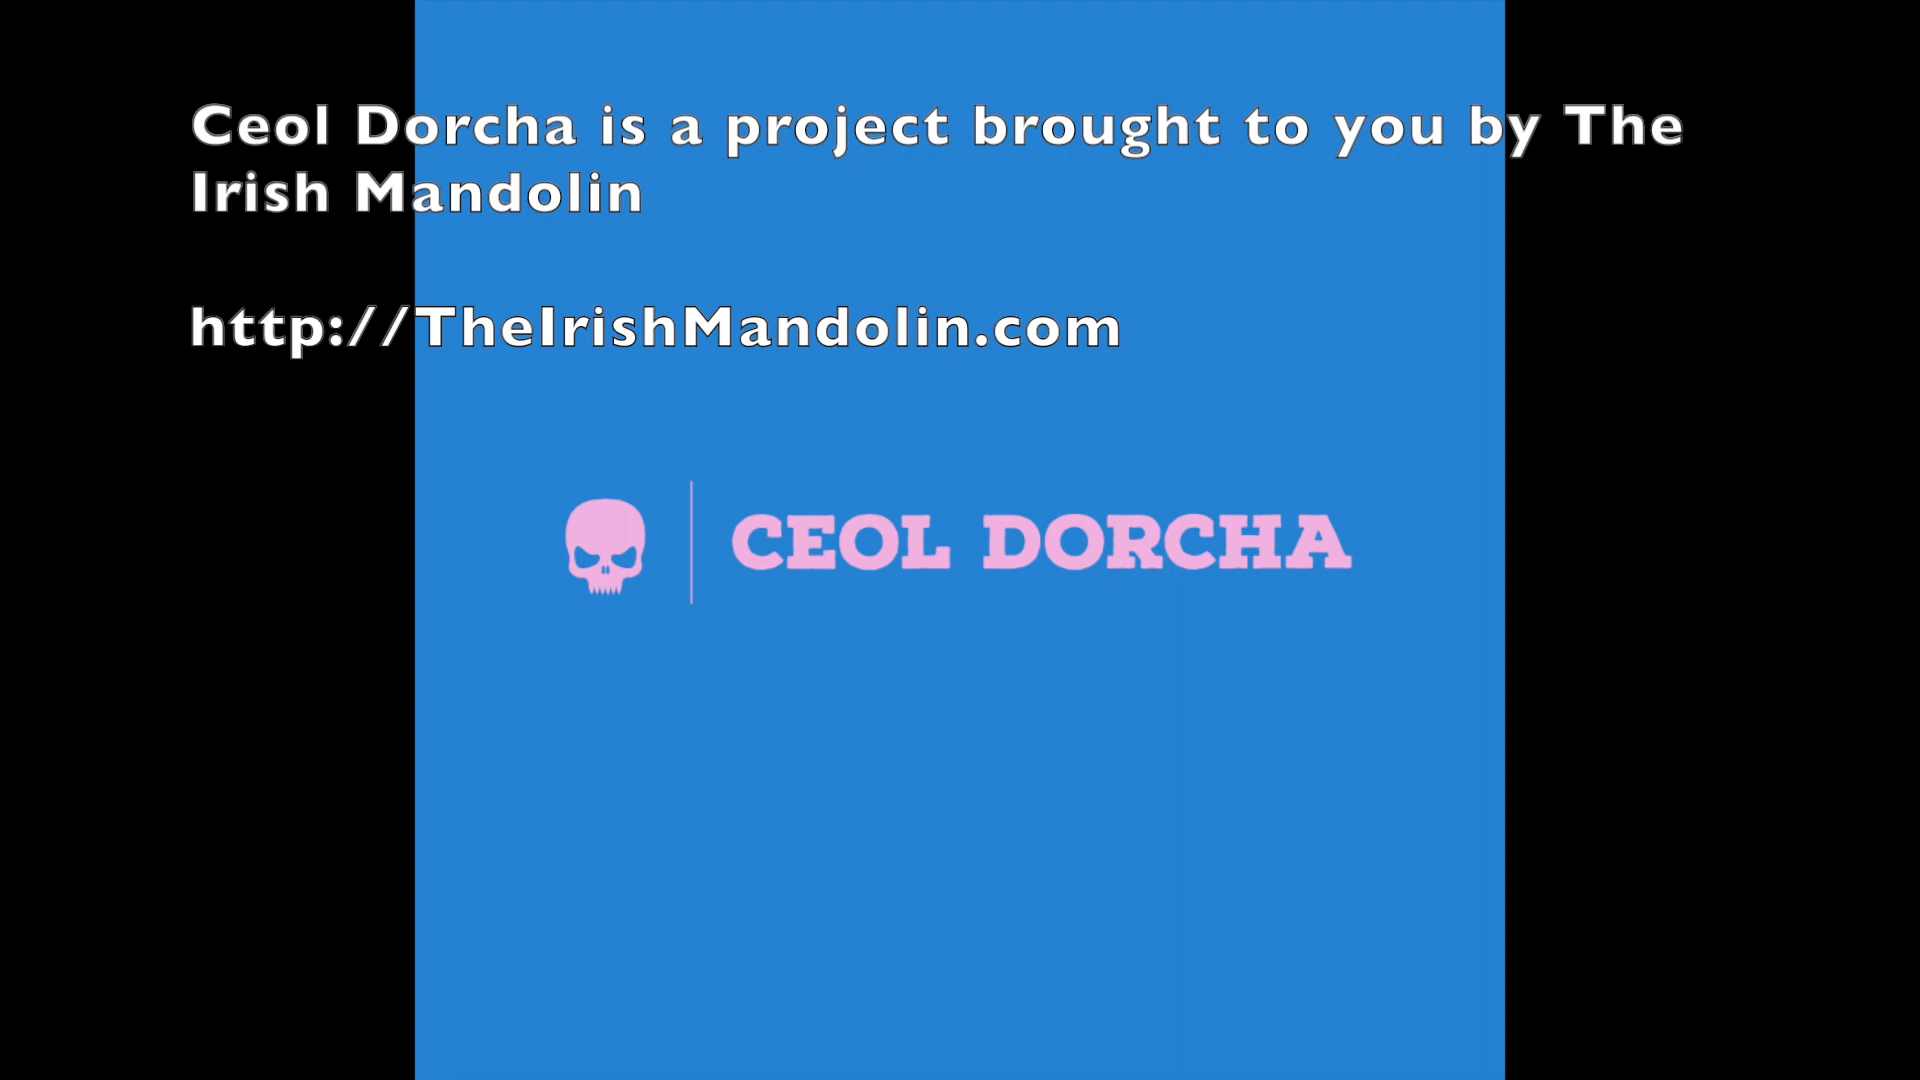 Ceol Dorcha is a project brought to you by The
Irish Mandolin
http://TheIrishMandolin.com
CEOL DORCHA